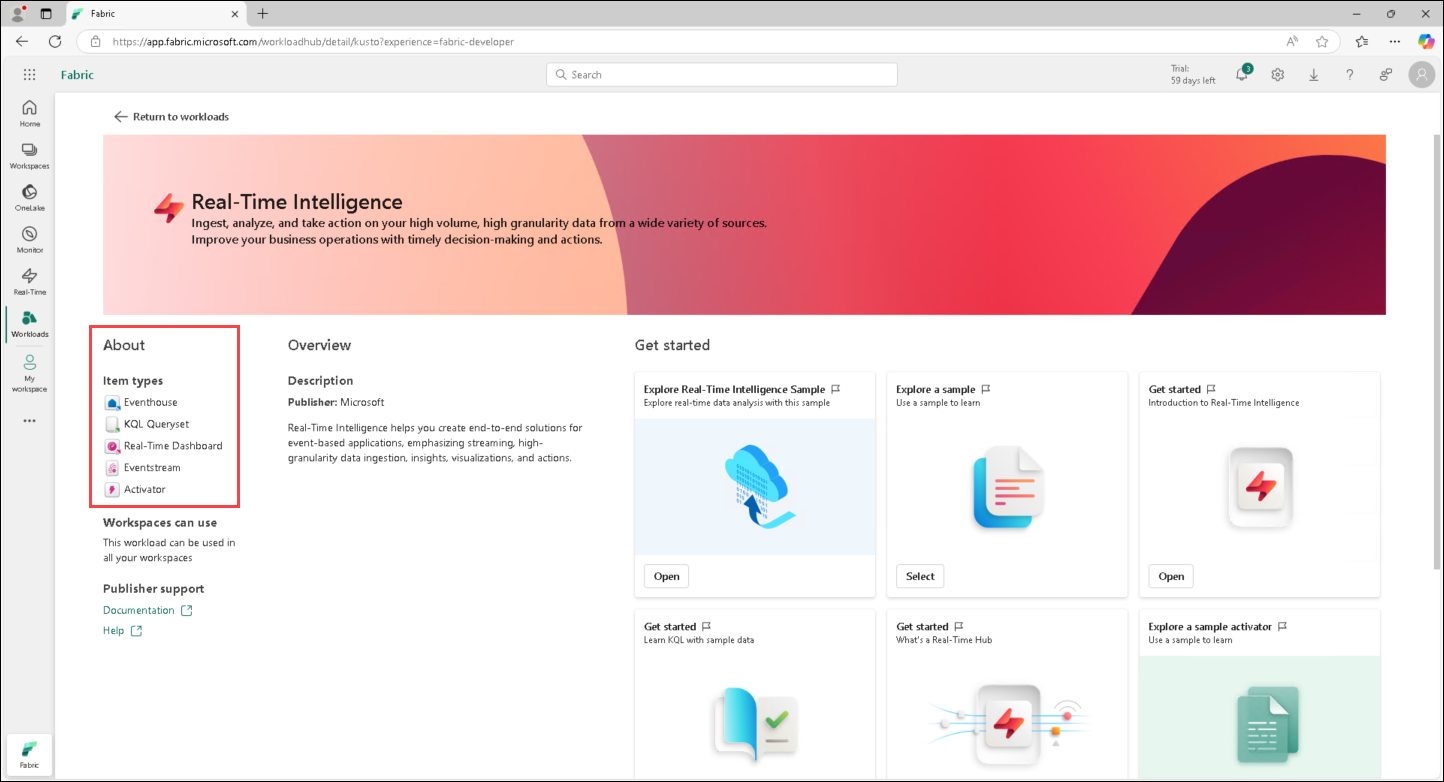 Fabric
https://app.fabric.microsoft.com/workloadhub/detail/kusto?experience=fabric-developer
Fabric
Search
Trial:
59 days left
3
Home
Workspaces
OneLake
Monitor
Real-Time
Workloads
My
workspace
Fabric
Return to workloads
Real-Time Intelligence
Ingest, analyze, and take action on your high volume, high granularity data from a wide variety of sources.
Improve your business operations with timely decision-making and actions.
About
Item types
Eventhouse
KQL Queryset
Real-Time Dashboard
Eventstream
Activator
Workspaces can use
This workload can be used in
all your workspaces
Publisher support
Documentation
Help
Overview
Description
Publisher: Microsoft
Real-Time Intelligence helps you create end-to-end solutions for
event-based applications, emphasizing streaming, high-
granularity data ingestion, insights, visualizations, and actions.
Get started
Explore Real-Time Intelligence Sample
Explore real-time data analysis with this sample
Open
Explore a sample
Use a sample to learn
Select
Get started
Introduction to Real-Time Intelligence
Open
Get started
Learn KQL with sample data
Get started
What's a Real-Time Hub
Explore a sample activator
Use a sample to learn